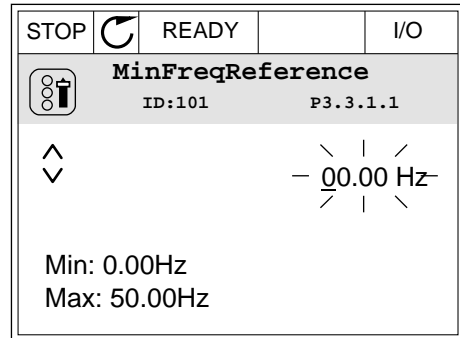 STOP READY I/O
MinFreqReference
ID:101 P3.3.1.1
00.00 Hz
Min: 0.00Hz
Max: 50.00Hz